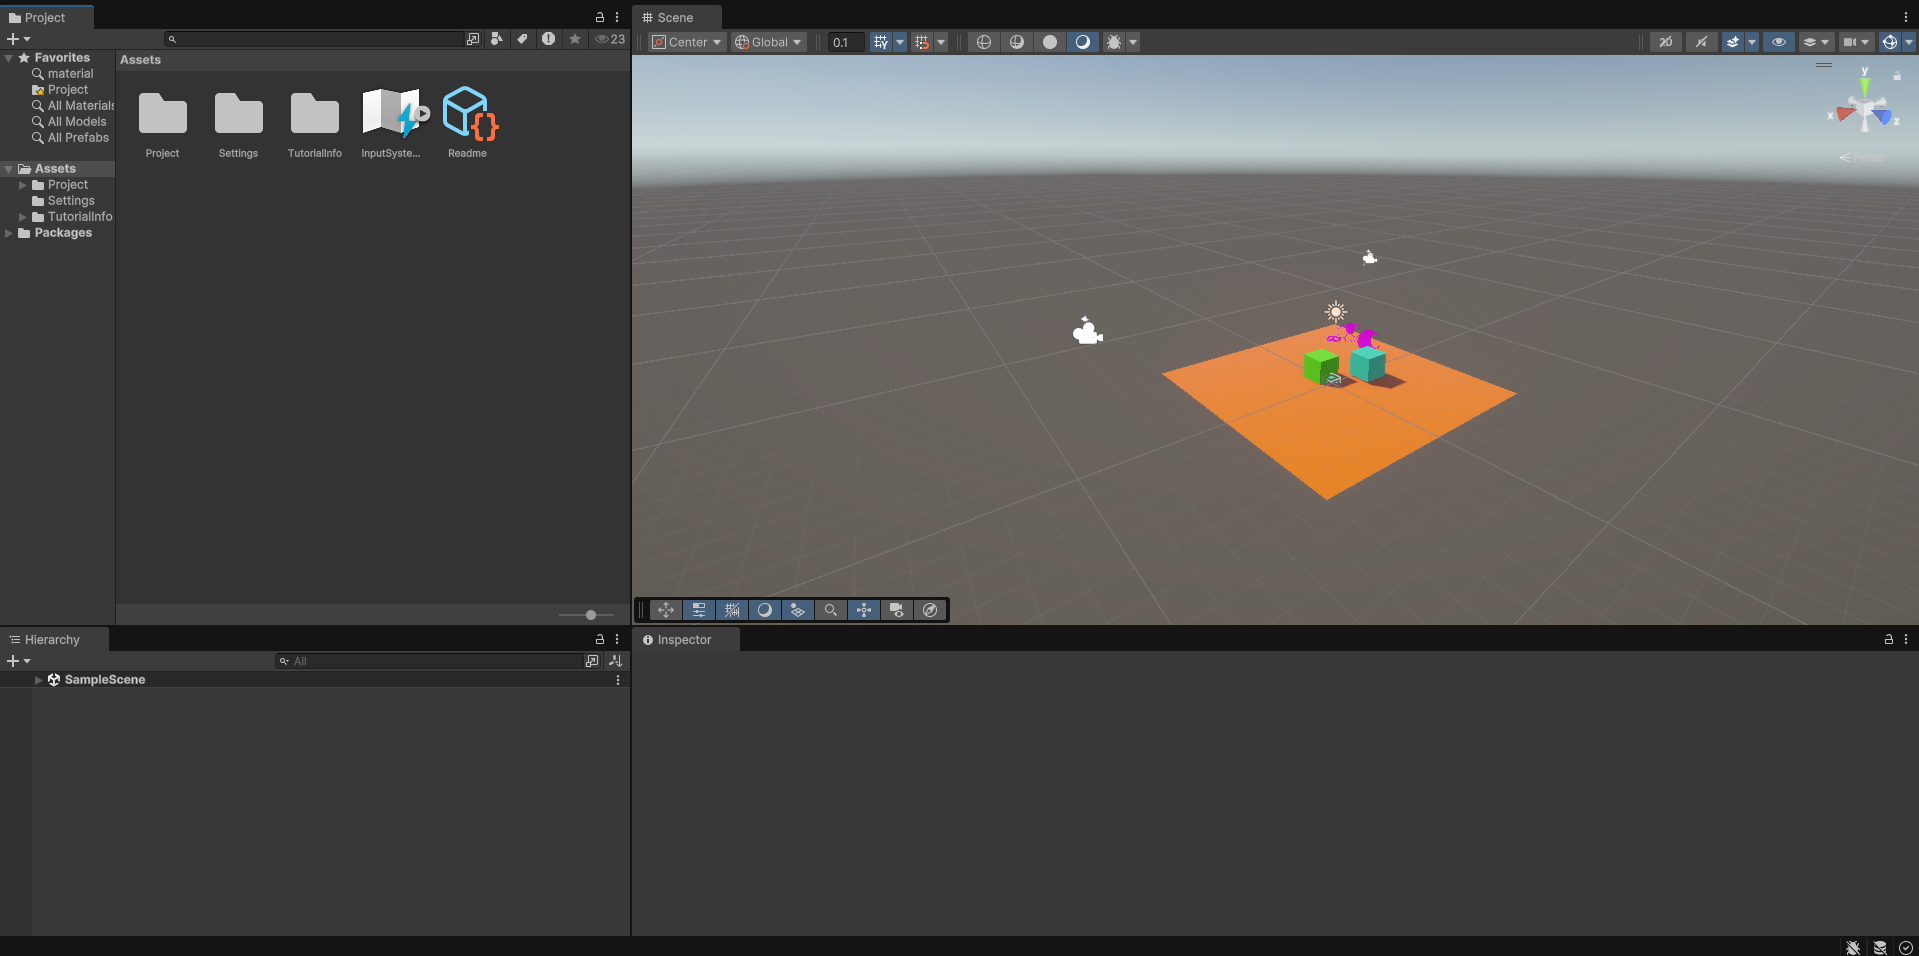 Project
23
Favorites
material
Project
All Materials
All Models
All Prefabs
Assets
Project
Settings
TutorialInfo
Packages
Assets
Project
Settings
TutorialInfo
InputSyste...
Readme
Scene
Center
Global
0.1
2D
y
x
z
Persp
Hierarchy
All
SampleScene
Inspector